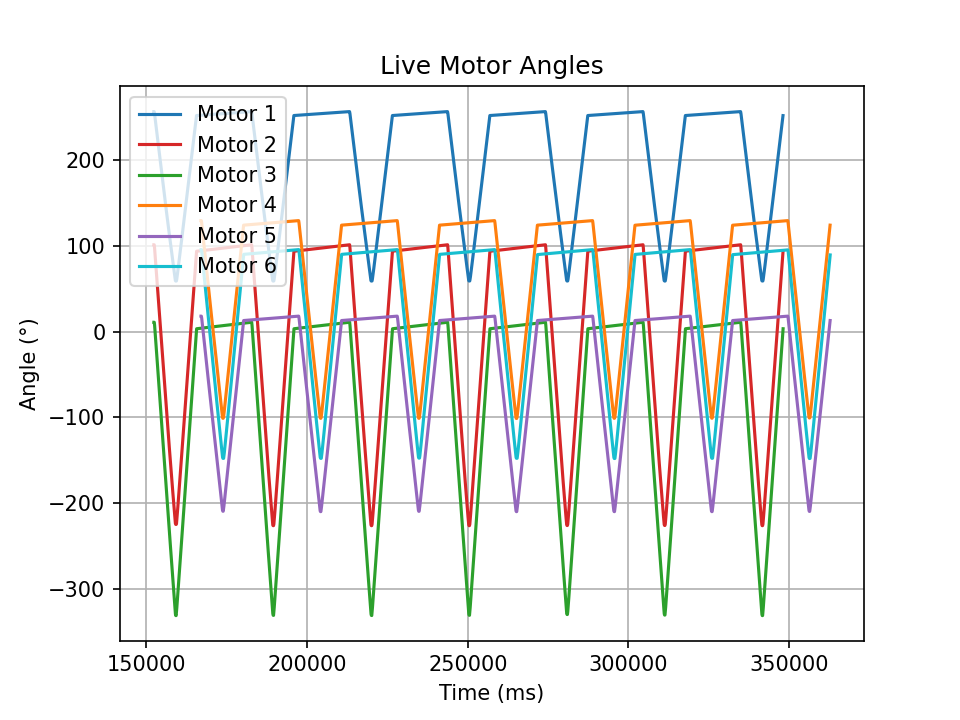 Live Motor Angles
Motor 1
Motor 2
Motor 3
Motor 4
Motor 5
Motor 6
200
100
0
−100
−200
−300
Angle (°)
150000 200000 250000 300000 350000
Time (ms)